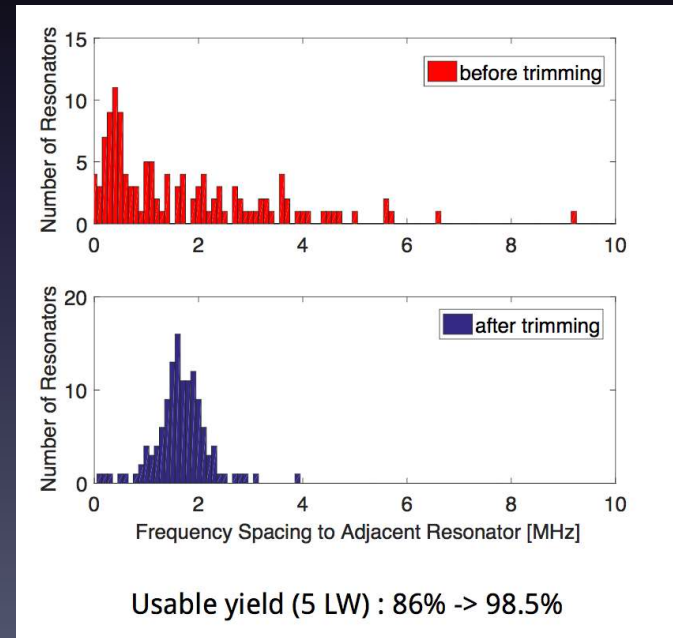 Number of Resonators
15
10
5
0
before trimming
0 2 4 6 8 10
Number of Resonators
20
10
0
after trimming
0 2 4 6 8 10
Frequency Spacing to Adjacent Resonator [MHz]
Usable yield (5 LW) : 86% -> 98.5%